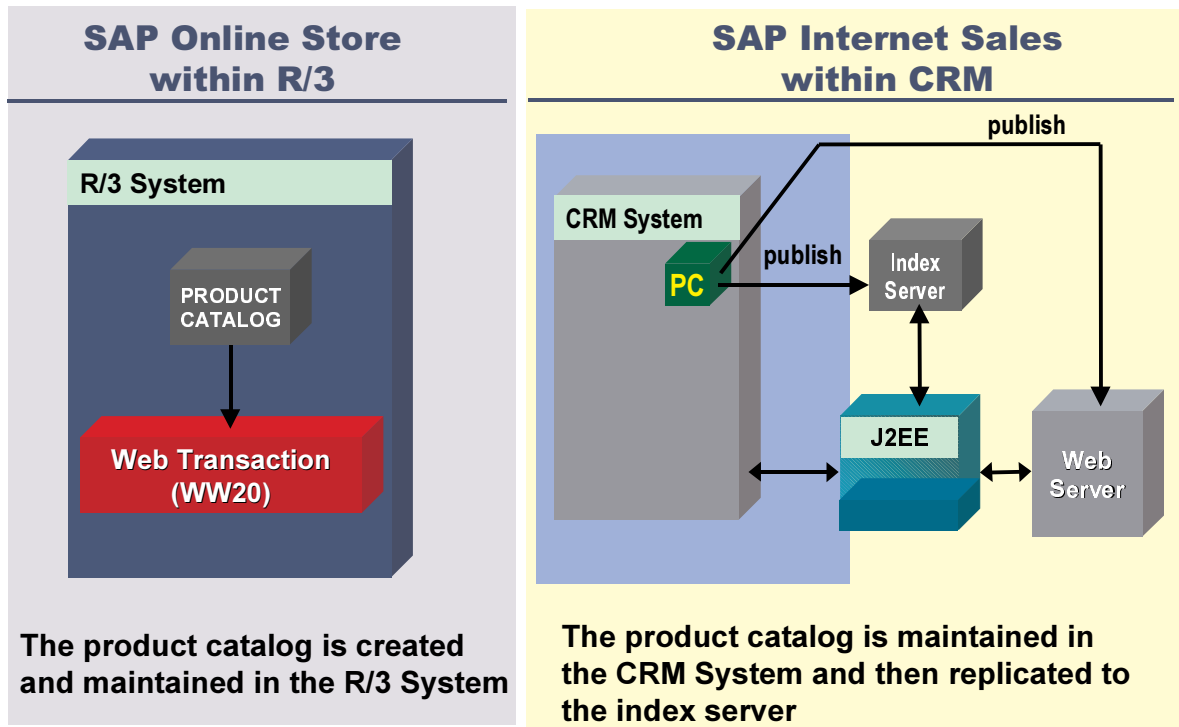 SAP Online Store
within R/3
R/3 System
PRODUCT
CATALOG
Web Transaction
(WW20)
The product catalog is created
and maintained in the R/3 System
SAP Internet Sales
within CRM
publish
CRM System
publish
PC
Index
Server
J2EE
Web
Server
The product catalog is maintained in
the CRM System and then replicated to
the index server